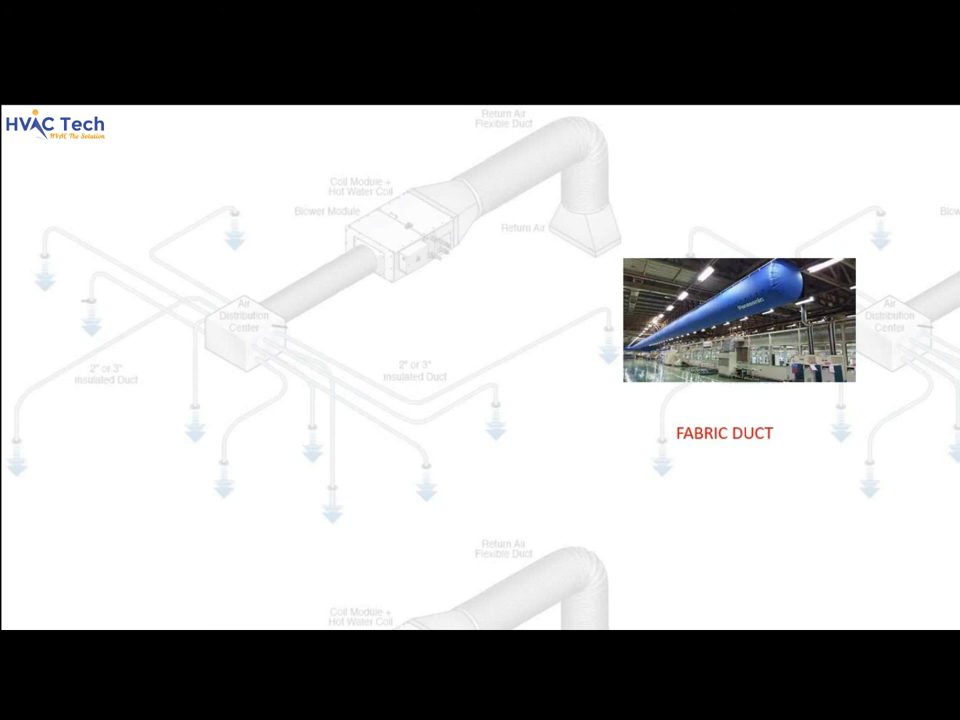 HVAC Tech
HVAC The Solution
Return Air
Flexible Duct
Coil Module +
Hot Water Coil
Blower Module
Return Air
Blow
Air
Distribution
Center
Air
Distribution
Center
2" or 3"
insulated Duct
2" or 3"
insulated Duct
Panasonic
FABRIC DUCT
Return Air
Flexible Duct
Coil Module +
Hot Water Coil